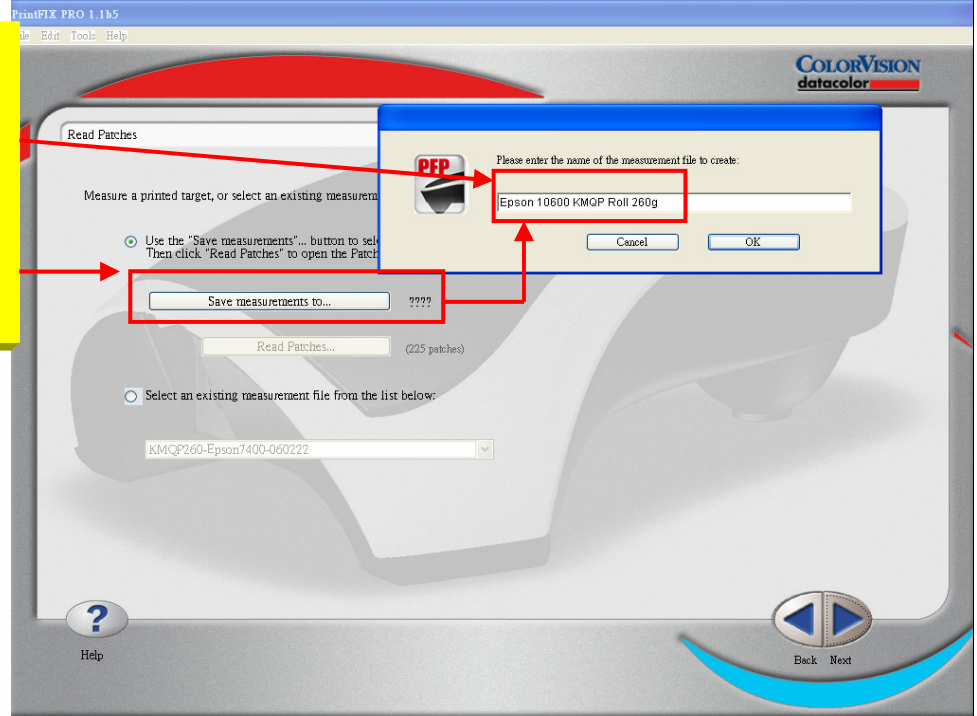 PrintFIX PRO 1.1b5
Edit Tools Help
COLORVISION
datacolor
Read Patches
PFP
Please enter the name of the measurement file to create:
Epson 10600 KMQP Roll 260g
Cancel OK
Measure a printed target, or select an existing measurem
Use the "Save measurements"... button to sel
Then click "Read Patches" to open the Patch
Save measurements to... ????
Read Patches... (225 patches)
Select an existing measurement file from the list below:
KMQP260-Epson7400-060222
?
Help
Back Next